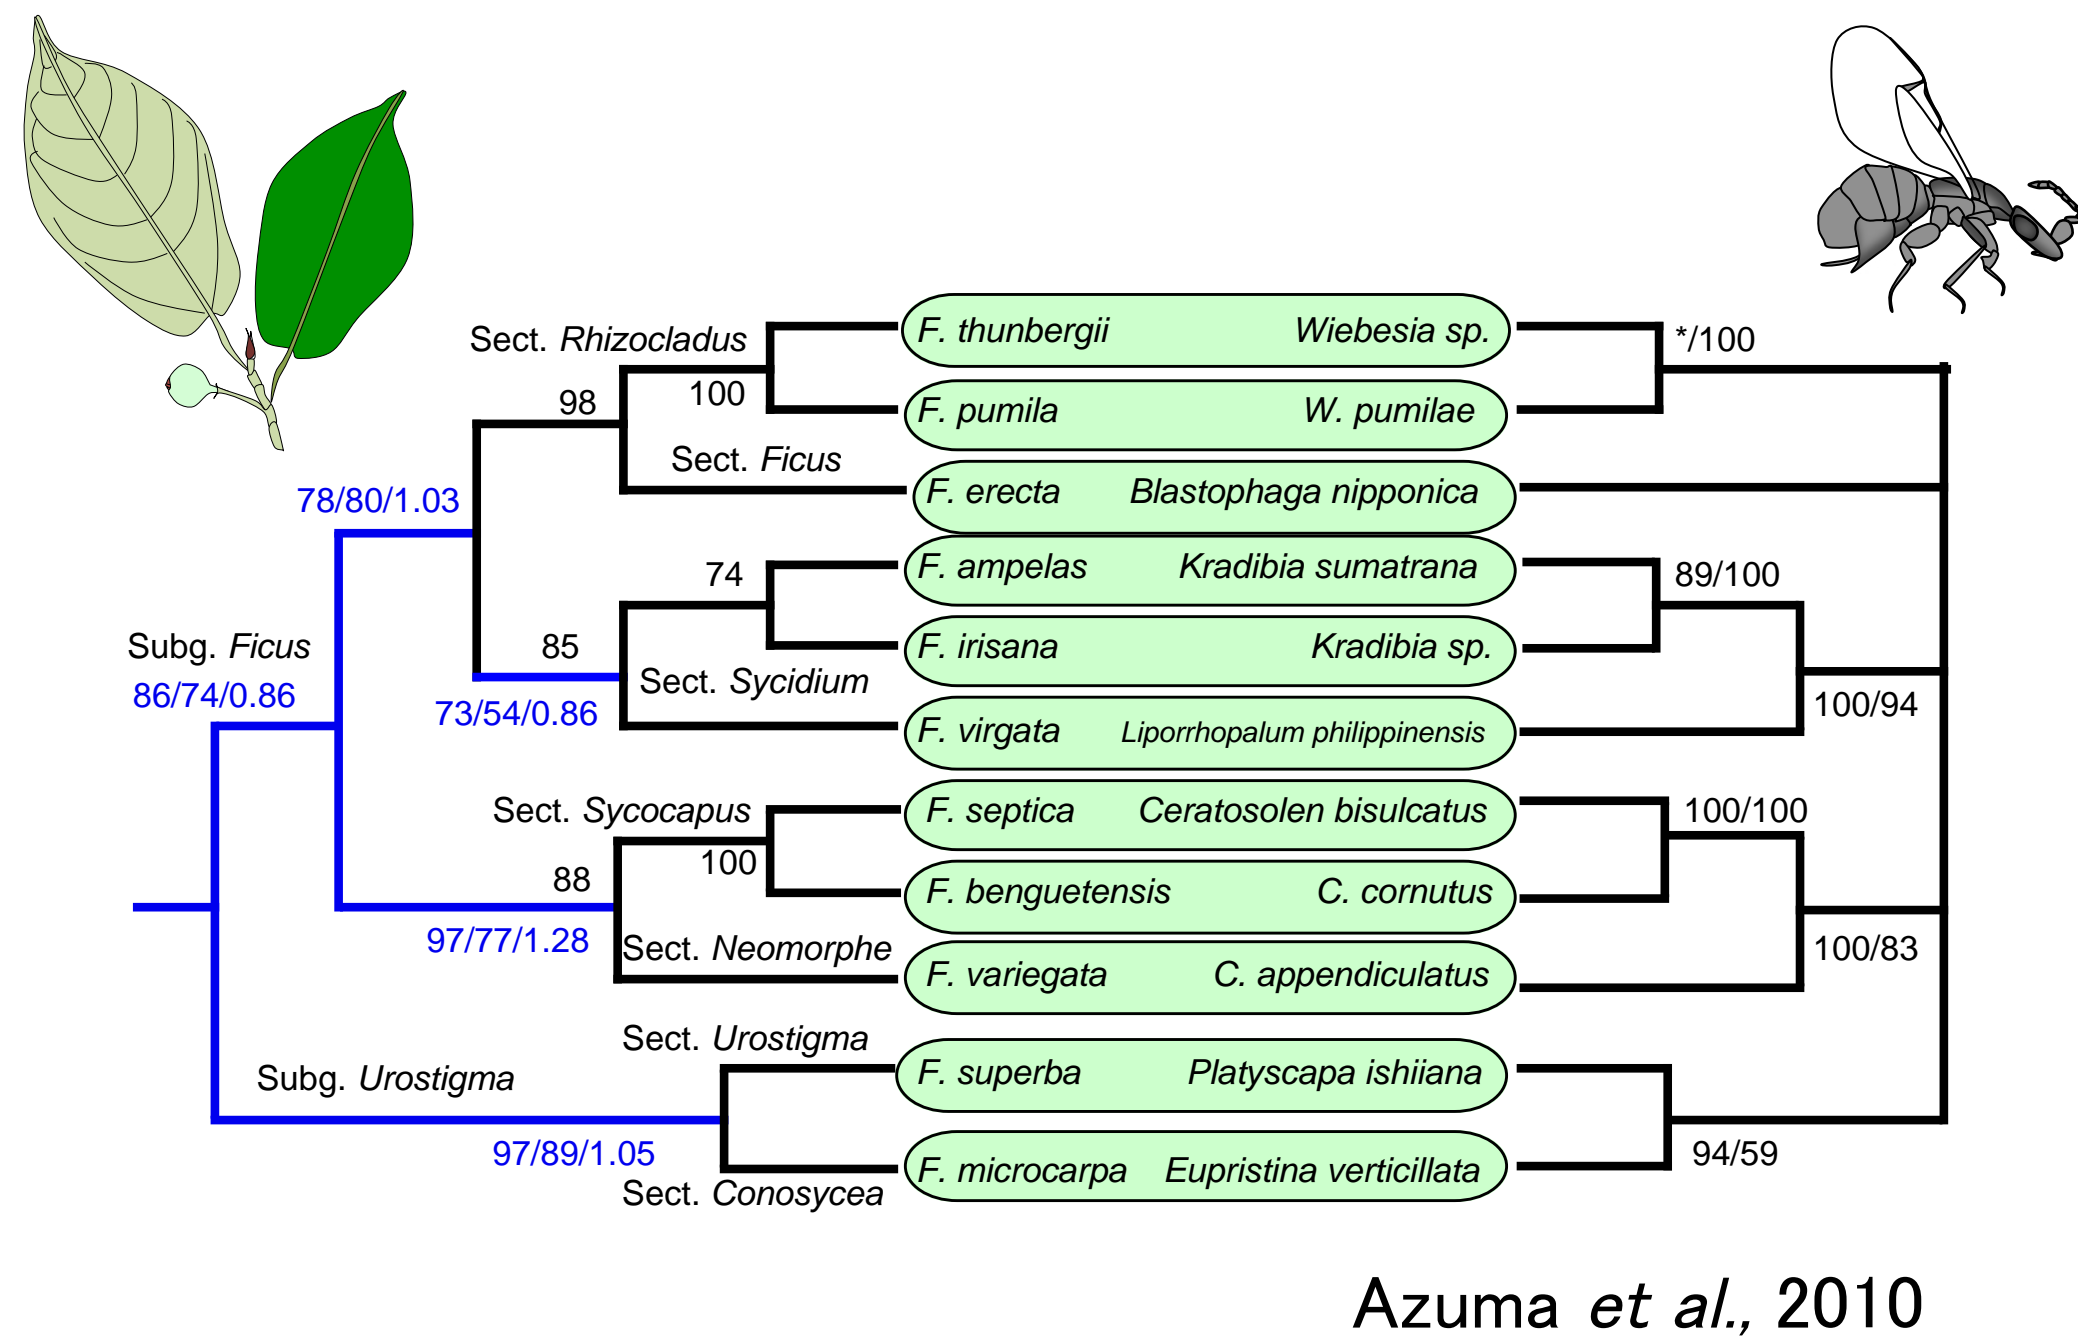 Sect. Rhizocladus
F. thunbergii Wiebesia sp.
*/100
98
100
F. pumila W. pumilae
Sect. Ficus
78/80/1.03
F. erecta Blastophaga nipponica
74
F. ampelas Kradibia sumatrana
89/100
Subg. Ficus
85
F. irisana Kradibia sp.
86/74/0.86
Sect. Sycidium
73/54/0.86
F. virgata Liporrhopalum philippinensis
100/94
Sect. Sycocapus
F. septica Ceratosolen bisulcatus
100/100
88
100
F. benguetensis C. cornutus
97/77/1.28
Sect. Neomorphe
F. variegata C. appendiculatus
100/83
Sect. Urostigma
Subg. Urostigma
F. superba Platyscapa ishiiana
97/89/1.05
94/59
F. microcarpa Eupristina verticillata
Sect. Conosycea
Azuma et al., 2010